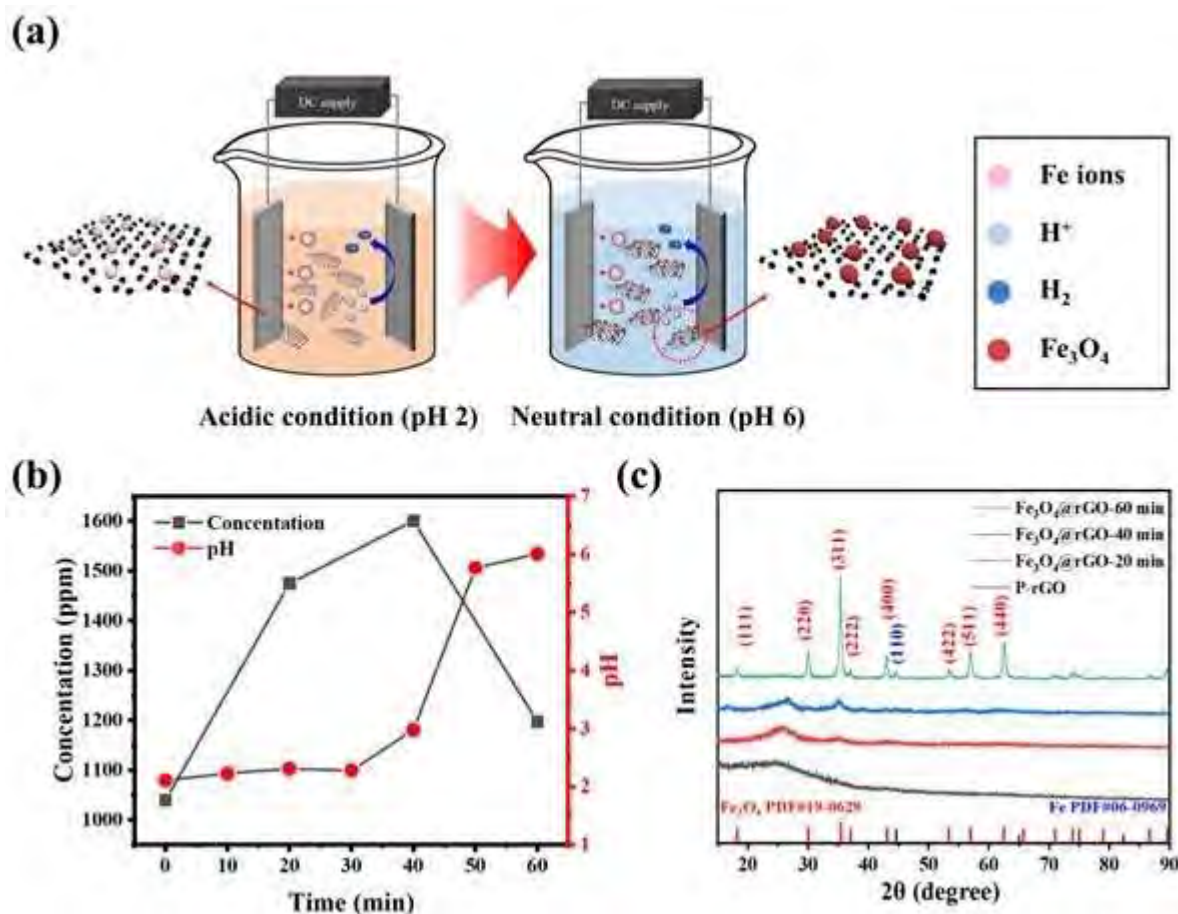 (a)
DC supply
DC supply
Fe ions
H⁺
H₂
Fe₃O₄
Acidic condition (pH 2)
Neutral condition (pH 6)
(b)
Concentation
pH
Concentration (ppm)
1600
1500
1400
1300
1200
1100
1000
7
6
5
4
3
2
1
pH
0
10
20
30
40
50
60
Time (min)
(c)
Fe₃O₄@rGO-60 min
Fe₃O₄@rGO-40 min
Fe₃O₄@rGO-20 min
P-rGO
(111)
(220)
(311)
(222)
(400)
(110)
(422)
(511)
(440)
Intensity
Fe₃O₄ PDF#19-0629
Fe PDF#06-0969
20
30
40
50
60
70
80
90
2θ (degree)